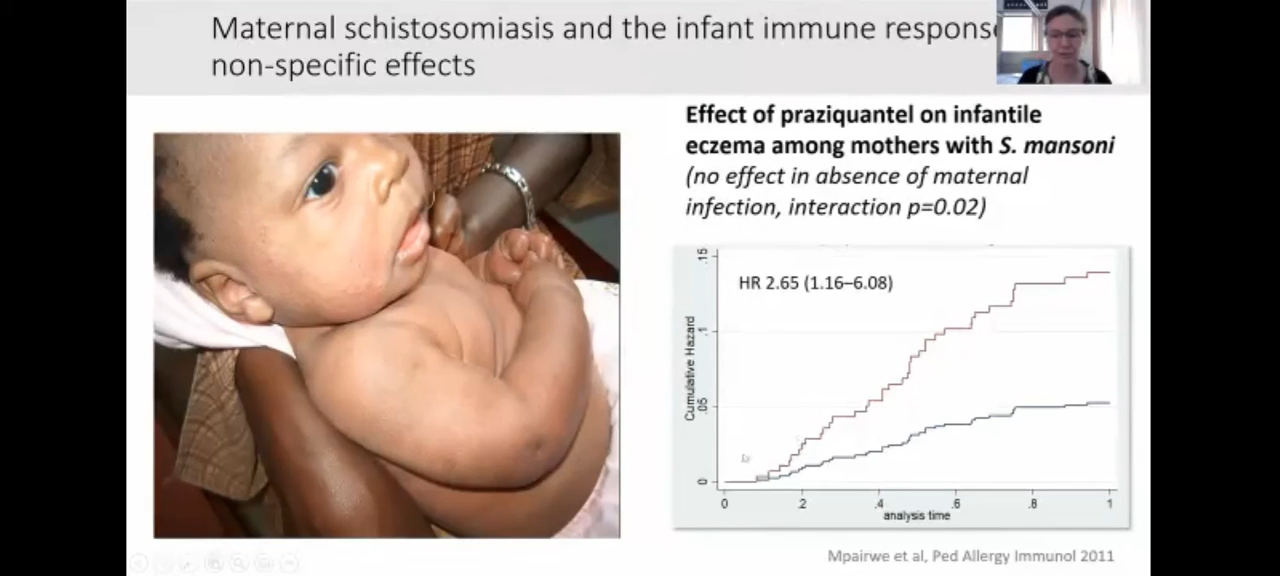 Maternal schistosomiasis and the infant immune respons
non-specific effects
Effect of praziquantel on infantile
eczema among mothers with S. mansoni
(no effect in absence of maternal
infection, interaction p=0.02)
HR 2.65 (1.16–6.08)
Cumulative Hazard
.15
.1
.05
0
0 .2 .4 .6 .8 1
analysis time
Mpairwe et al, Ped Allergy Immunol 2011